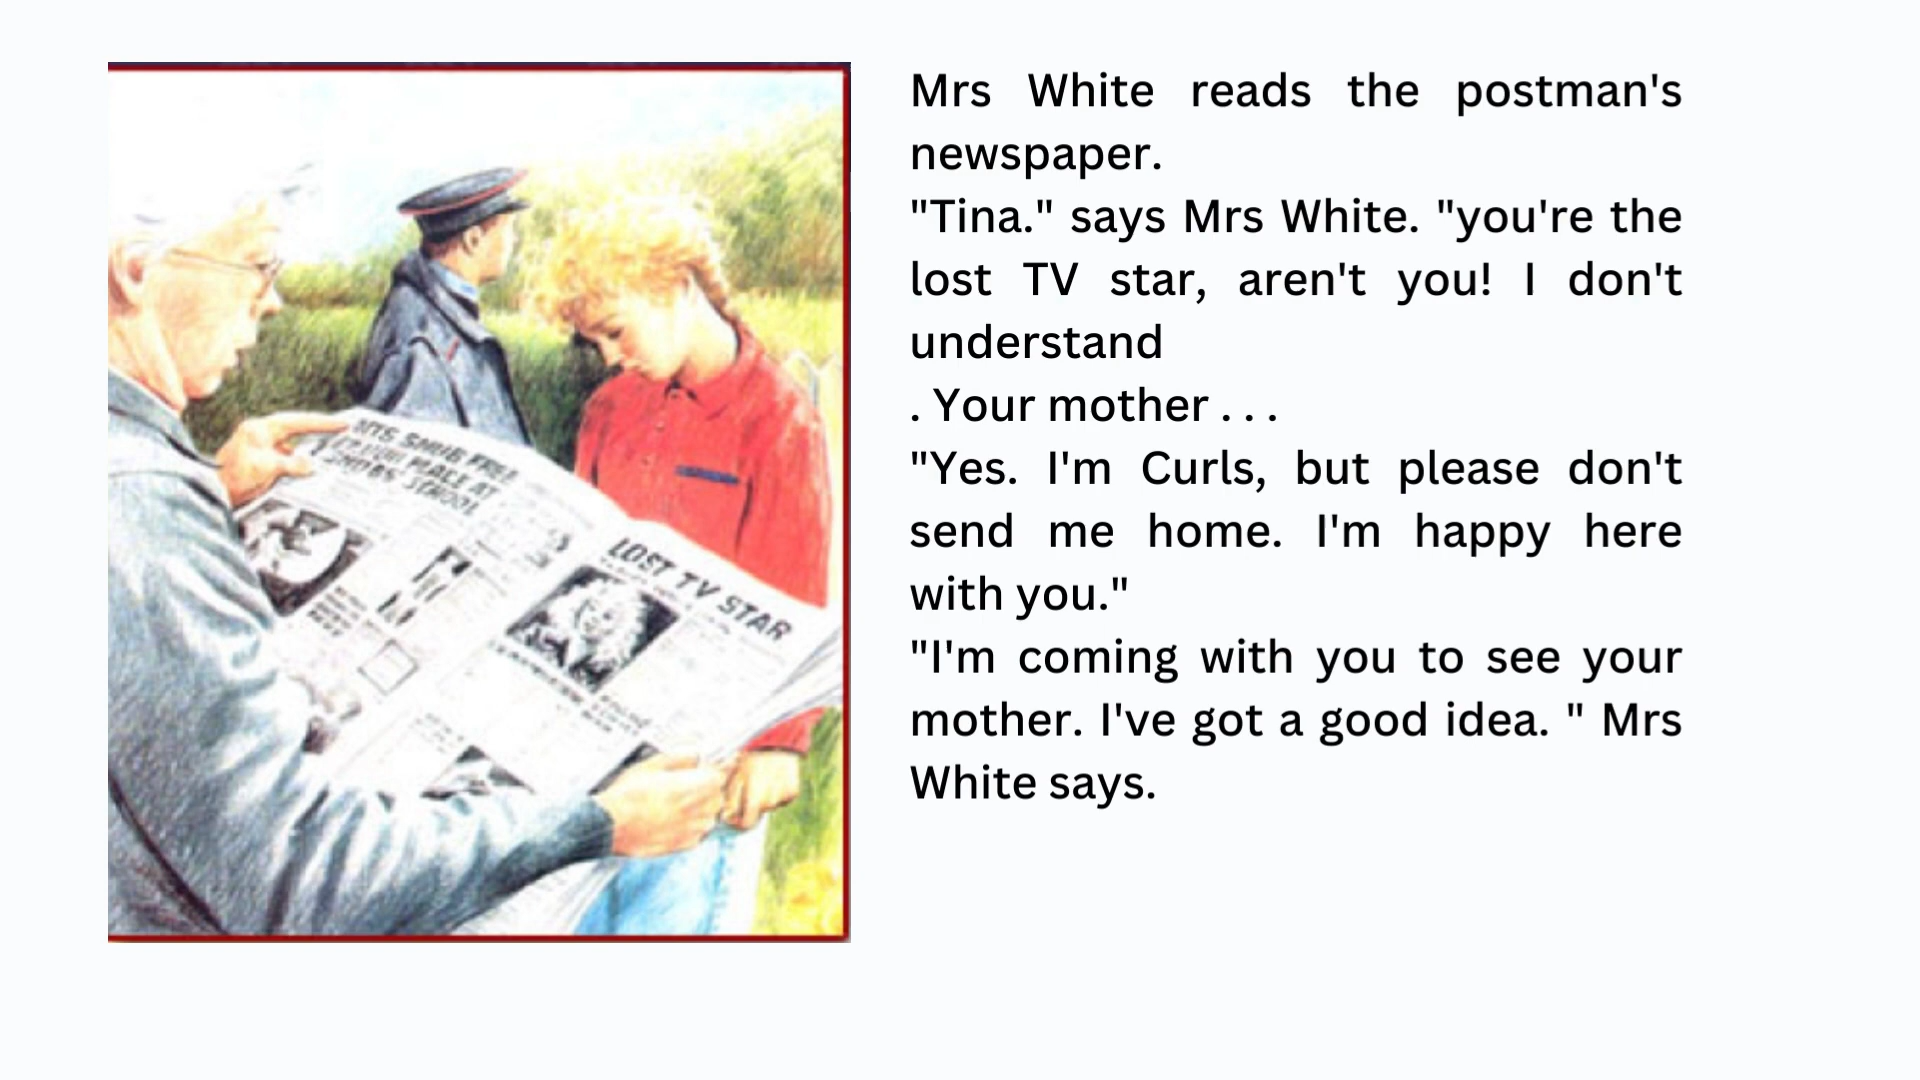 Mrs White reads the postman's
newspaper.
"Tina." says Mrs White. "you're the
lost TV star, aren't you! I don't
understand
. Your mother . . .
"Yes. I'm Curls, but please don't
send me home. I'm happy here
with you."
"I'm coming with you to see your
mother. I've got a good idea. " Mrs
White says.
LOST TV STAR